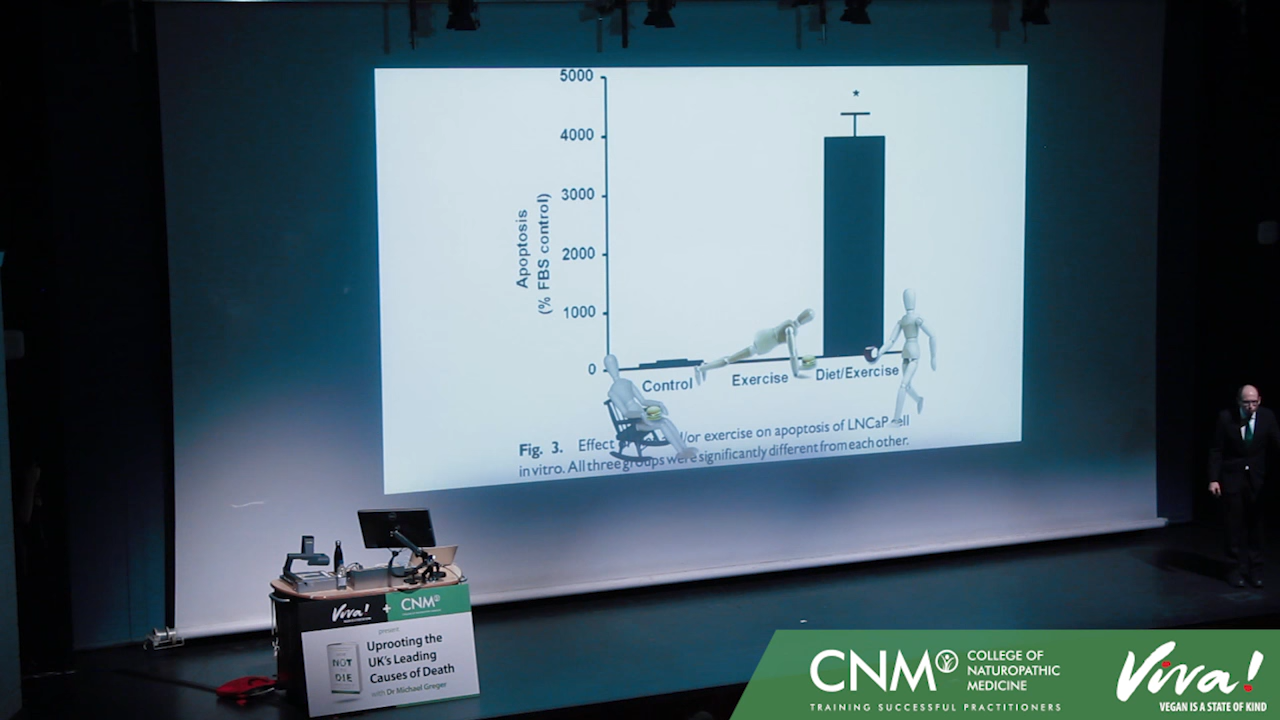 5000
4000
3000
2000
1000
0
Apoptosis
(% FBS control)
*
Control
Exercise
Diet/Exercise
Fig. 3. Effect /or exercise on apoptosis of LNCaP cell
in vitro. All three groups were significantly different from each other.
Viva! + CNM
present
Uprooting the
UK's Leading
Causes of Death
with Dr Michael Greger
NOT
DIE
CNM
COLLEGE OF
NATUROPATHIC
MEDICINE
TRAINING SUCCESSFUL PRACTITIONERS
Viva!
VEGAN IS A STATE OF KIND